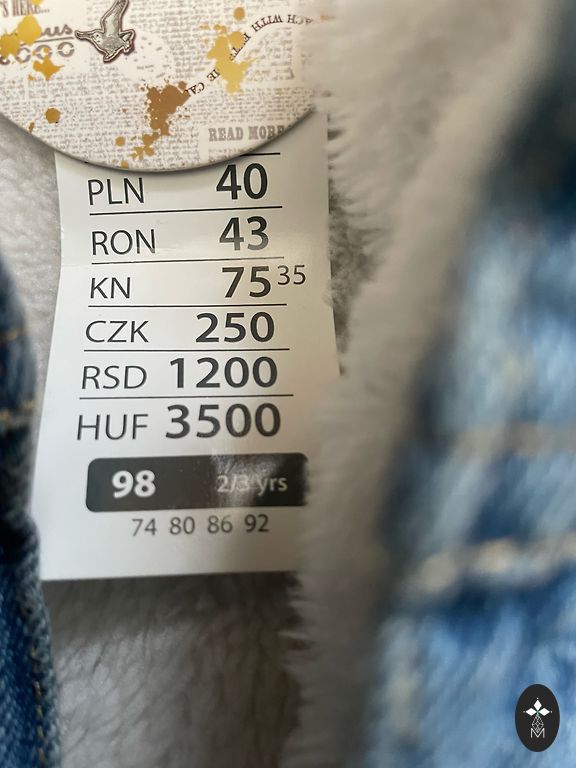 S HERE...
READ MORE
PLN 40
RON 43
KN 75 35
CZK 250
RSD 1200
HUF 3500
98 2/3 yrs
74 80 86 92
M